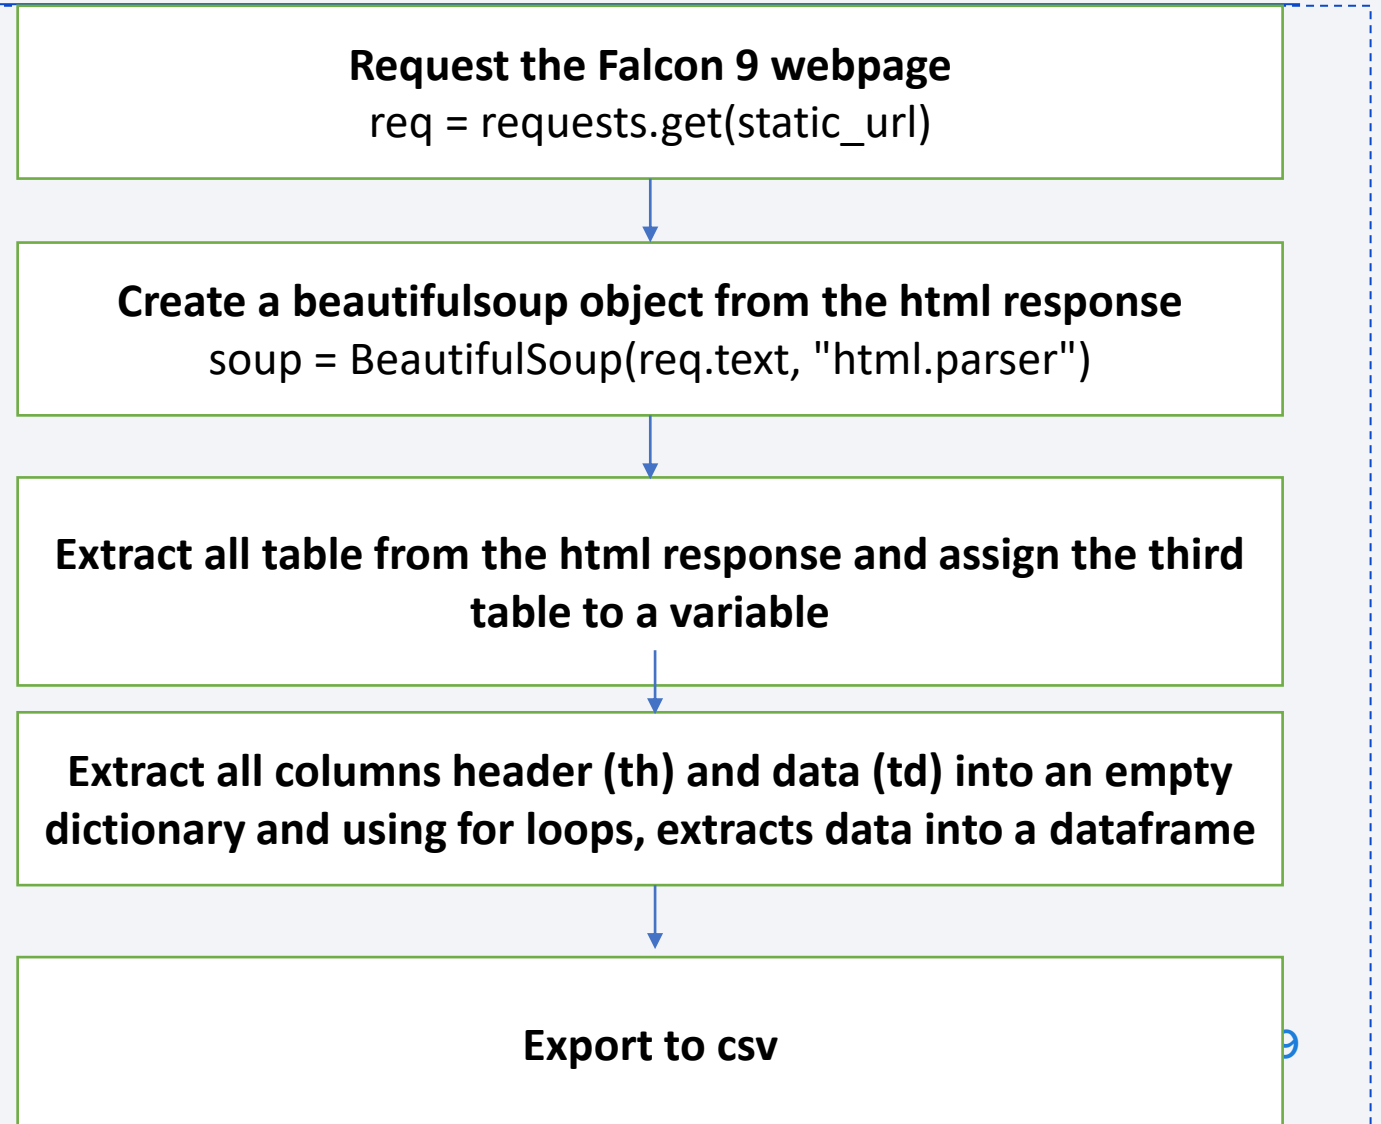 Request the Falcon 9 webpage
req = requests.get(static_url)
Create a beautifulsoup object from the html response
soup = BeautifulSoup(req.text, "html.parser")
Extract all table from the html response and assign the third
table to a variable
Extract all columns header (th) and data (td) into an empty
dictionary and using for loops, extracts data into a dataframe
Export to csv